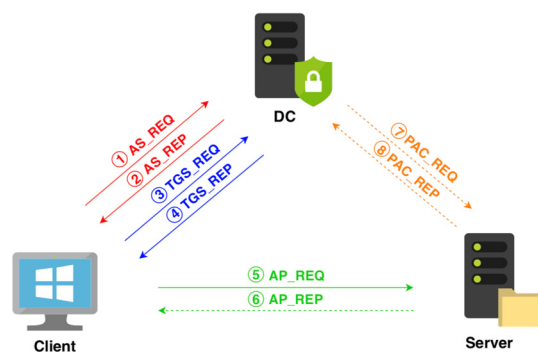 DC
① AS_REQ
② AS_REP
③ TGS_REQ
④ TGS_REP
⑦ PAC_REQ
⑧ PAC_REP
⑤ AP_REQ
⑥ AP_REP
Client
Server